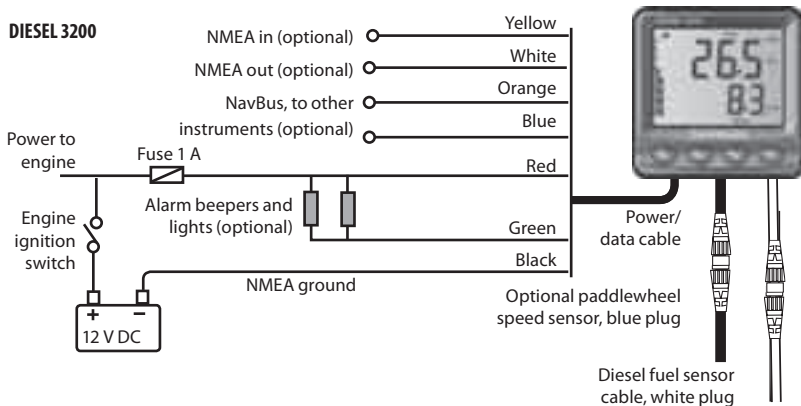 DIESEL 3200
NMEA in (optional)
Yellow
NMEA out (optional)
White
NavBus, to other
instruments (optional)
Orange
Blue
Power to
engine
Fuse 1 A
Red
Engine
ignition
switch
Alarm beepers and
lights (optional)
Green
Black
NMEA ground
+ –
12 V DC
26.5
8.3
Power/
data cable
Optional paddlewheel
speed sensor, blue plug
Diesel fuel sensor
cable, white plug